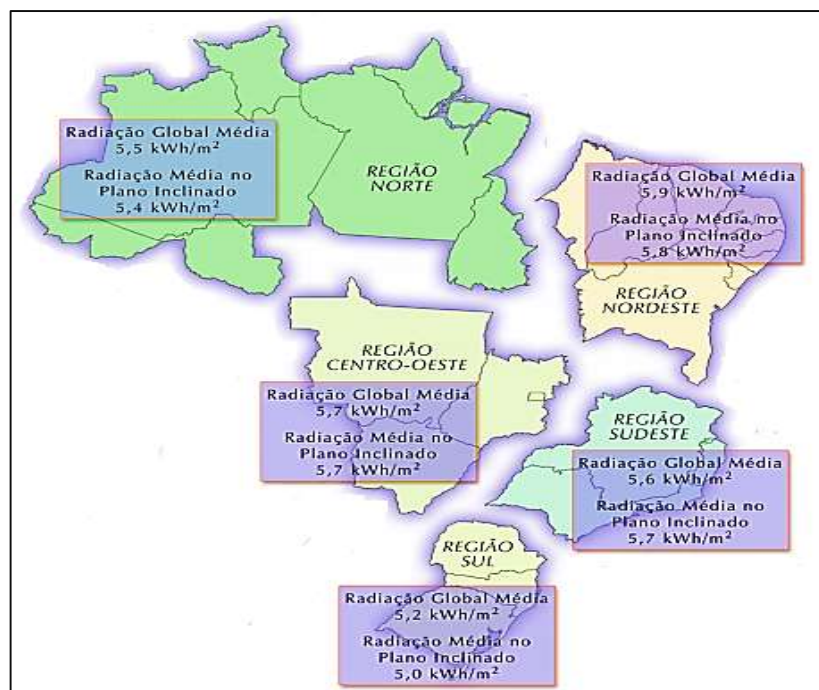 Radiação Global Média
5,5 kWh/m²
Radiação Média no
Plano Inclinado
5,4 kWh/m²
REGIÃO
NORTE
Radiação Global Média
5,9 kWh/m²
Radiação Média no
Plano Inclinado
5,8 kWh/m²
REGIÃO
NORDESTE
REGIÃO
CENTRO-OESTE
Radiação Global Média
5,7 kWh/m²
Radiação Média no
Plano Inclinado
5,7 kWh/m²
REGIÃO
SUDESTE
Radiação Global Média
5,6 kWh/m²
Radiação Média no
Plano Inclinado
5,7 kWh/m²
REGIÃO
SUL
Radiação Global Média
5,2 kWh/m²
Radiação Média no
Plano Inclinado
5,0 kWh/m²